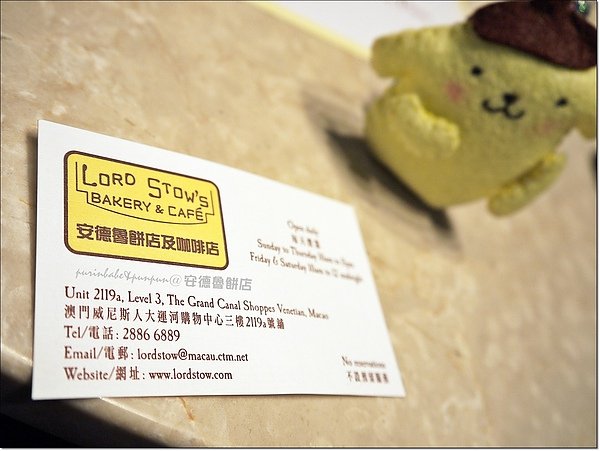 LORD STOW'S
BAKERY & CAFÉ
安德魯餅店及咖啡店
Open daily
每天營業
Sunday to Thursday 10am to 11pm
Friday & Saturday 10am to 12 midnight
purinbabe&punpun@安德魯餅店
Unit 2119a, Level 3, The Grand Canal Shoppes Venetian, Macao
澳門威尼斯人大運河購物中心三樓2119a號舖
Tel/電話: 2886 6889
Email/電郵: lordstow@macau.ctm.net
Website/網址: www.lordstow.com
No reservations
不設預留服務